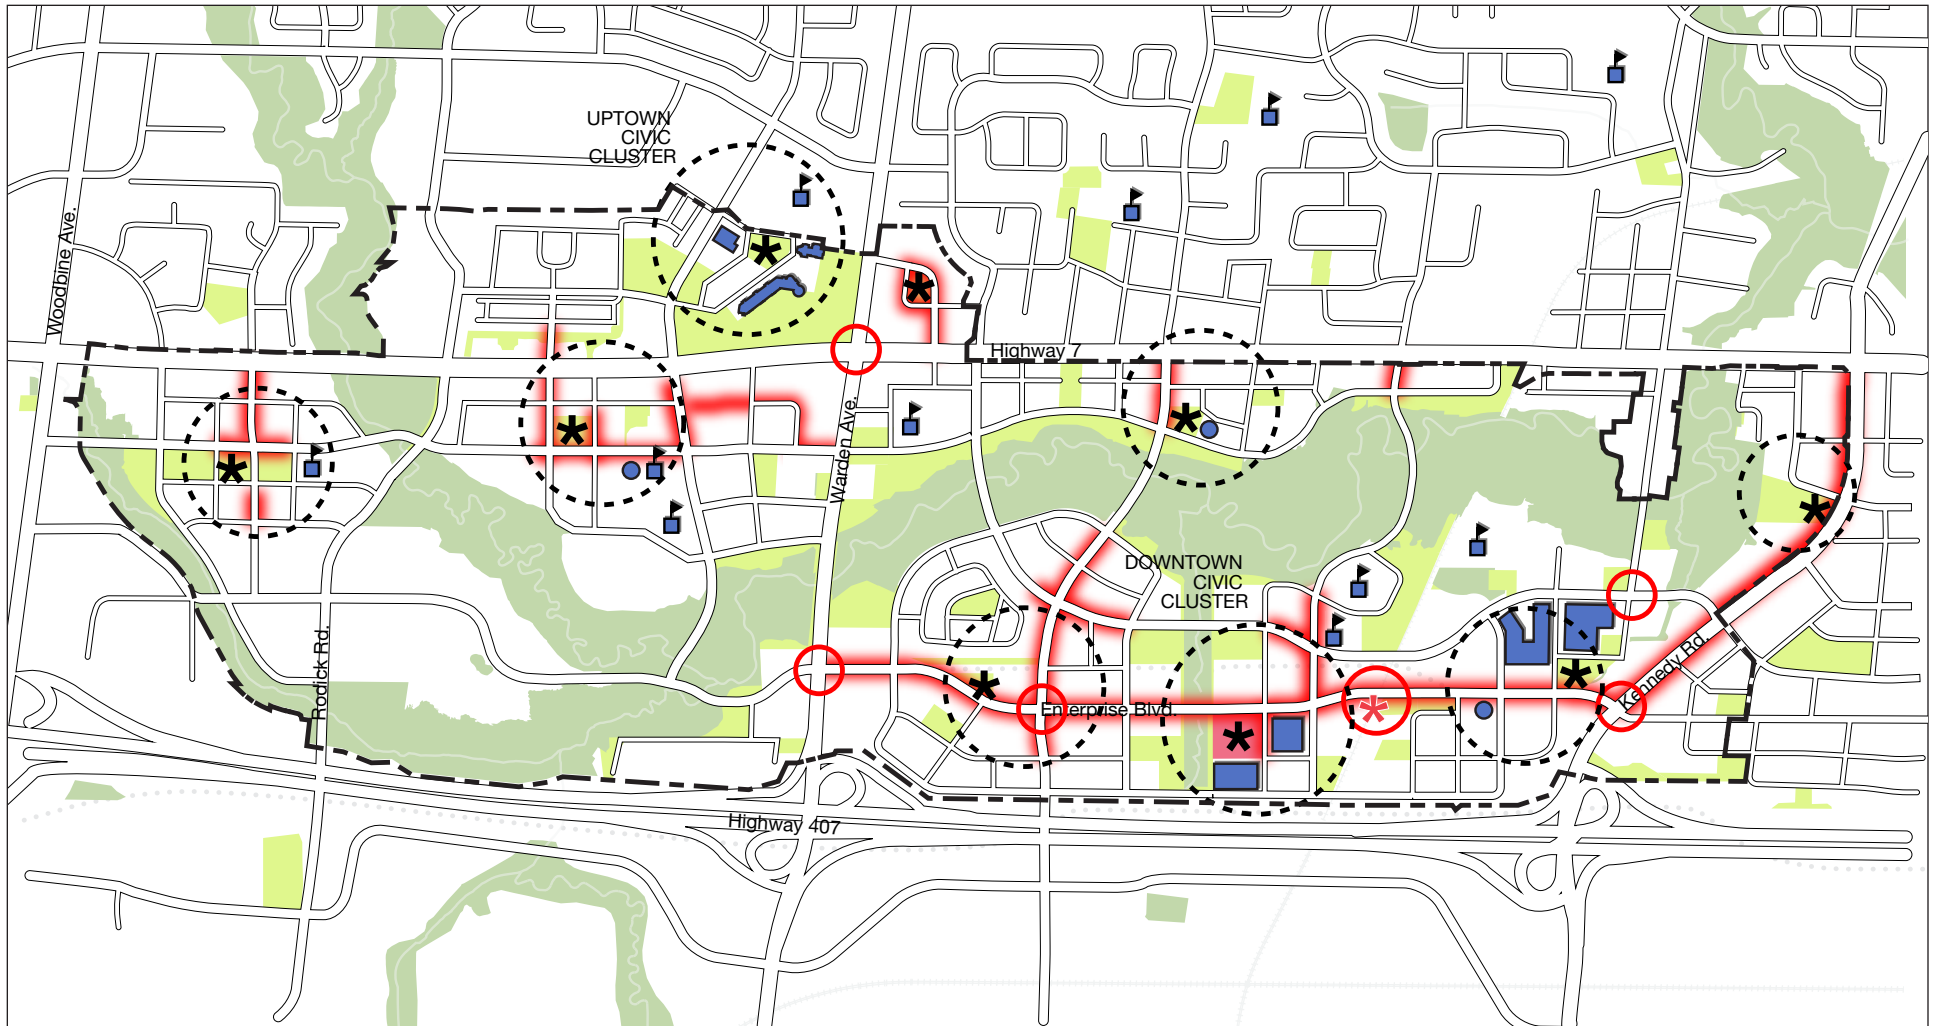 UPTOWN
CIVIC
CLUSTER
Woodbine Ave.
Highway 7
Warden Ave.
DOWNTOWN
CIVIC
CLUSTER
Rodick Rd.
Kennedy Rd.
Enterprise Blvd.
Highway 407